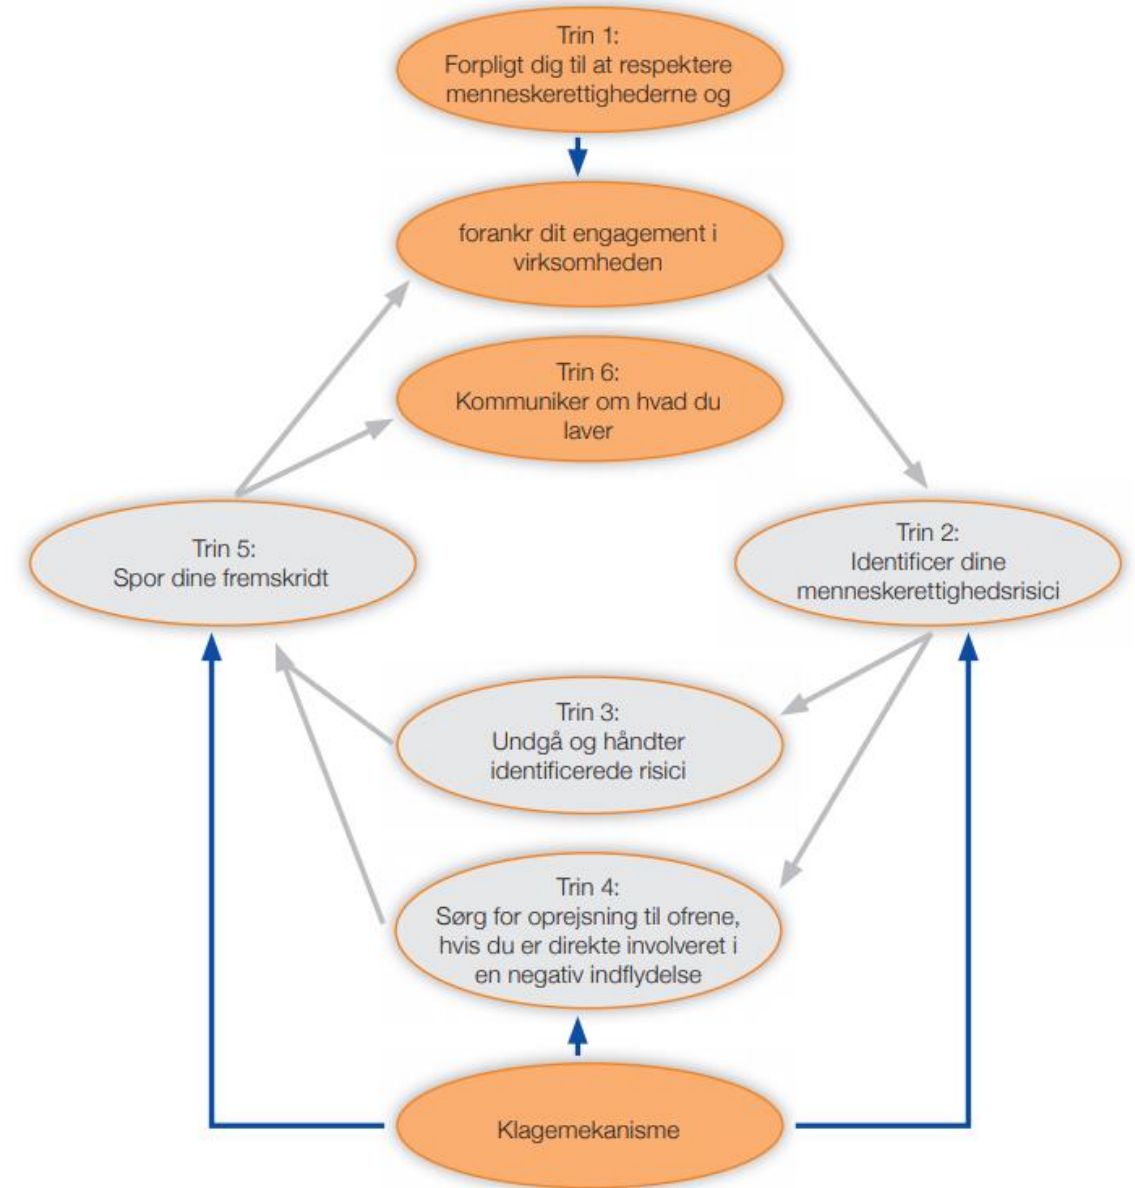 Trin 1:
Forpligt dig til at respektere
menneskerettighederne og
forankr dit engagement i
virksomheden
Trin 6:
Kommuniker om hvad du
laver
Trin 5:
Spor dine fremskridt
Trin 2:
Identificer dine
menneskerettighedsrisici
Trin 3:
Undgå og håndter
identificerede risici
Trin 4:
Sørg for oprejsning til ofrene,
hvis du er direkte involveret i
en negativ indflydelse
Klagemekanisme